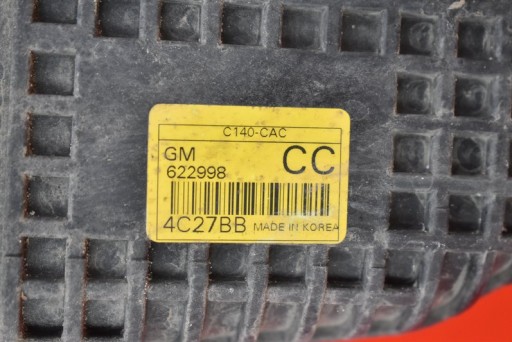 C140-CAC
GM CC
622998
4C27BB MADE IN KOREA